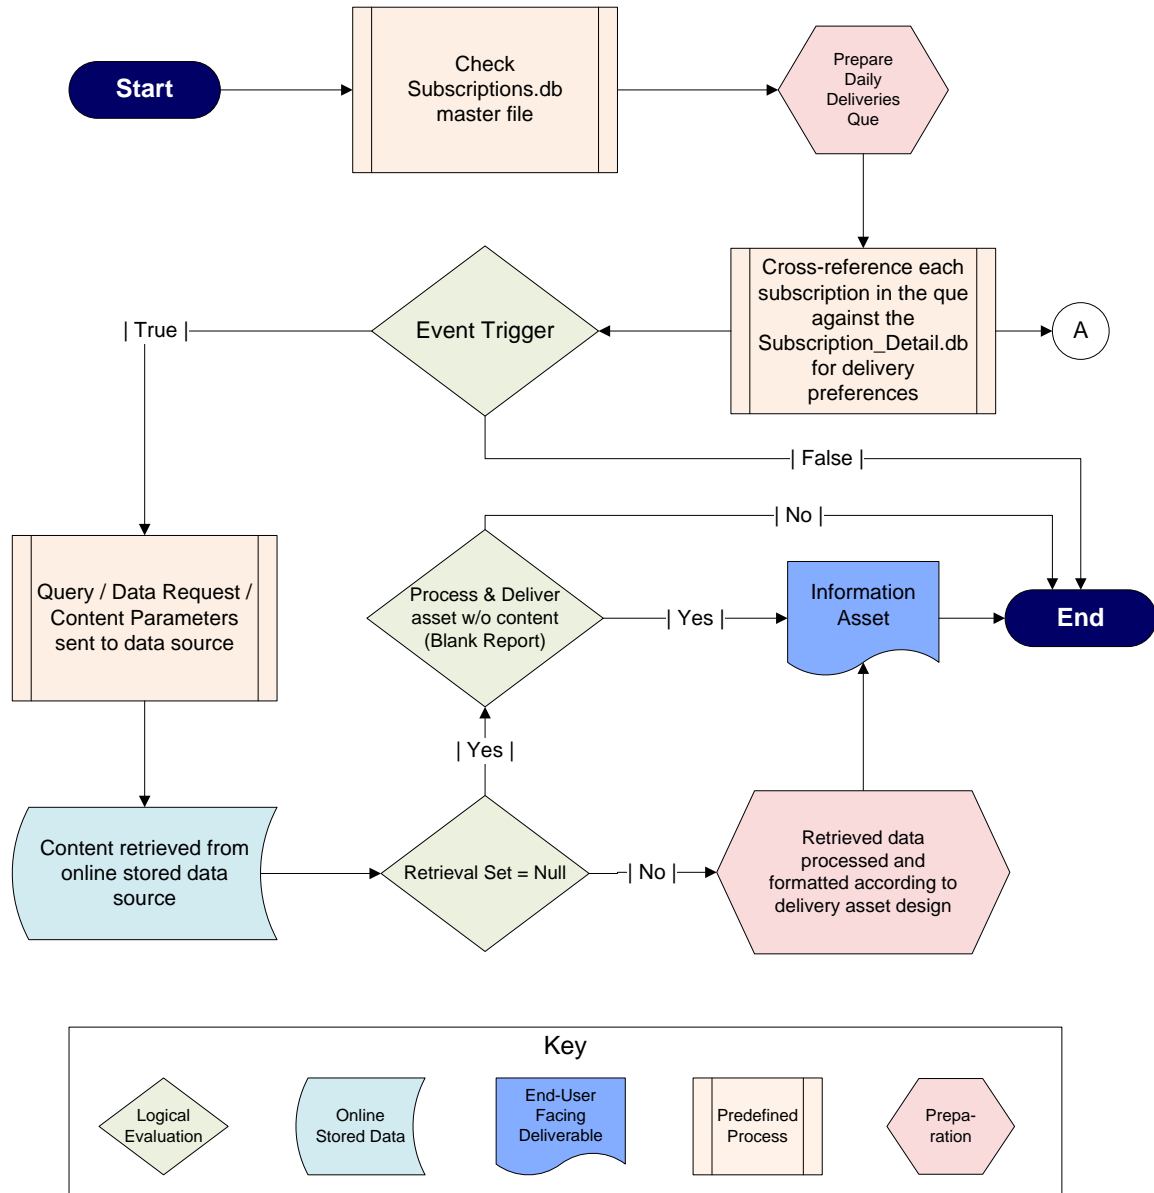 Start
Check
Subscriptions.db
master file
Prepare
Daily
Deliveries
Que
Cross-reference each
subscription in the que
against the
Subscription_Detail.db
for delivery
preferences
A
Event Trigger
| True |
| False |
| No |
Query / Data Request /
Content Parameters
sent to data source
Process & Deliver
asset w/o content
(Blank Report)
| Yes |
Information
Asset
End
| Yes |
Content retrieved from
online stored data
source
Retrieval Set = Null
| No |
Retrieved data
processed and
formatted according to
delivery asset design
Key
Logical
Evaluation
Online
Stored Data
End-User
Facing
Deliverable
Predefined
Process
Prepa-
ration